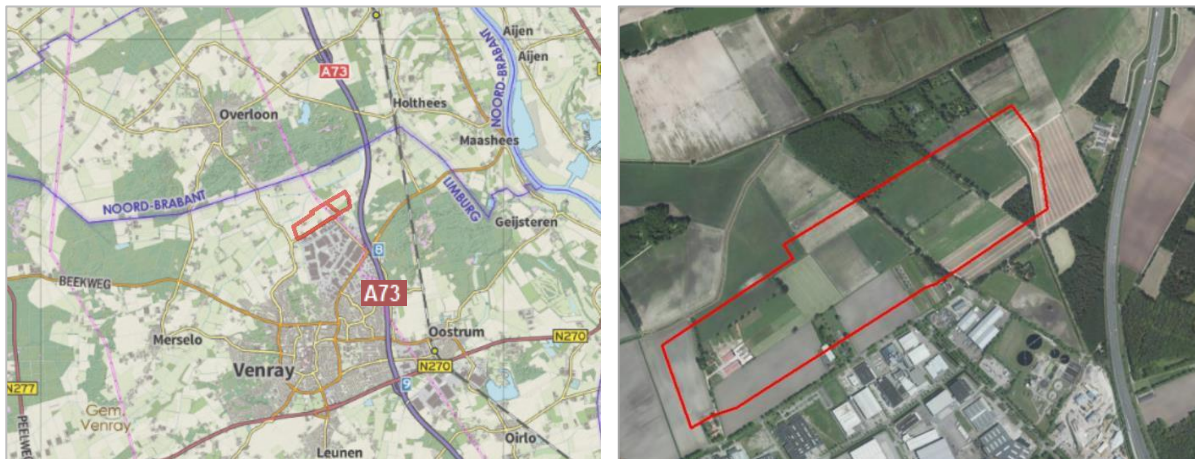 Aijen
A73
Aijen
Holthees
Overloon
NOORD-BRABANT
Maashees
NOORD-BRABANT
LIMBURG
Geijsteren
8
BEEKWEG
A73
Merselo
Oostrum
N270
Venray
N270
N277
9
Gem.
Venray
PEELWEG
Oirlo
Leunen